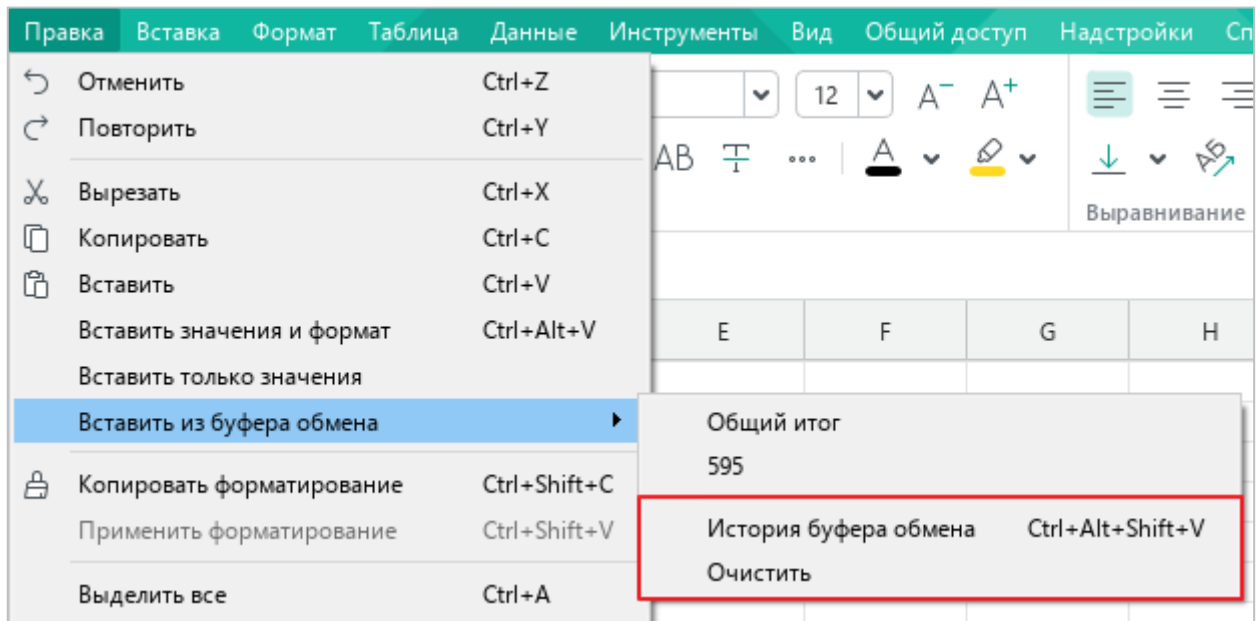 Правка Вставка Формат Таблица Данные Инструменты Вид Общий доступ Надстройки
Отменить Ctrl+Z
12 A− A+
Повторить Ctrl+Y
AB
Вырезать Ctrl+X
Выравнивание
Копировать Ctrl+C
Вставить Ctrl+V
Вставить значения и формат Ctrl+Alt+V
E F G H
Вставить только значения
Вставить из буфера обмена
Общий итог
595
Копировать форматирование Ctrl+Shift+C
История буфера обмена Ctrl+Alt+Shift+V
Применить форматирование Ctrl+Shift+V
Очистить
Выделить все Ctrl+A